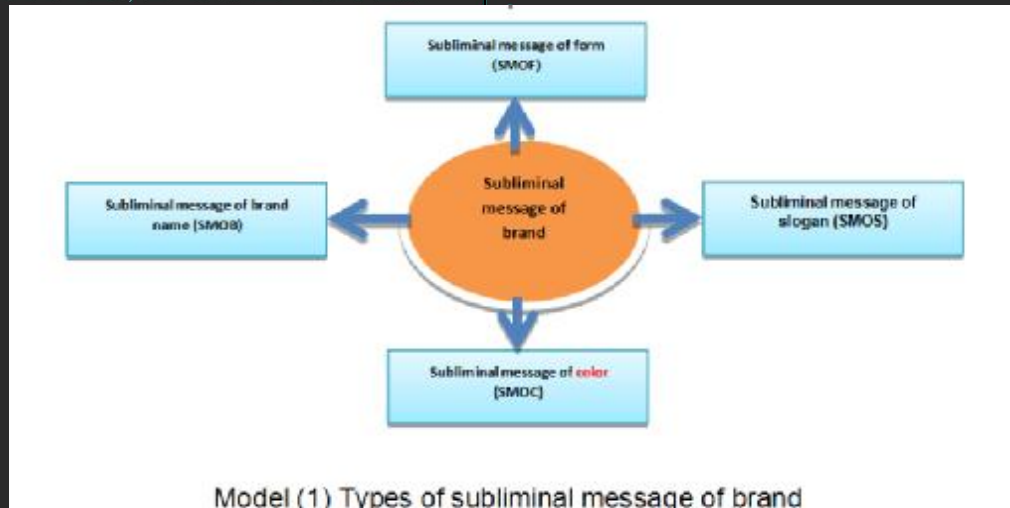 Subliminal message of form
(SMOF)
Subliminal
message of
brand
Subliminal message of brand
name (SMOB)
Subliminal message of
slogan (SMOS)
Subliminal message of color
(SMOC)
Model (1) Types of subliminal message of brand